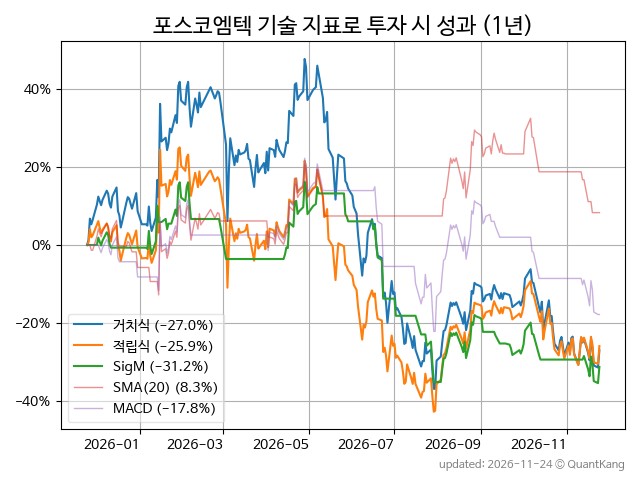 포스코엠텍 기술 지표로 투자 시 성과 (1년)
40%
20%
0%
−20%
−40%
거치식 (−27.0%)
적립식 (−25.9%)
SigM (−31.2%)
SMA(20) (8.3%)
MACD (−17.8%)
2026-01 2026-03 2026-05 2026-07 2026-09 2026-11
updated: 2026-11-24 © QuantKang